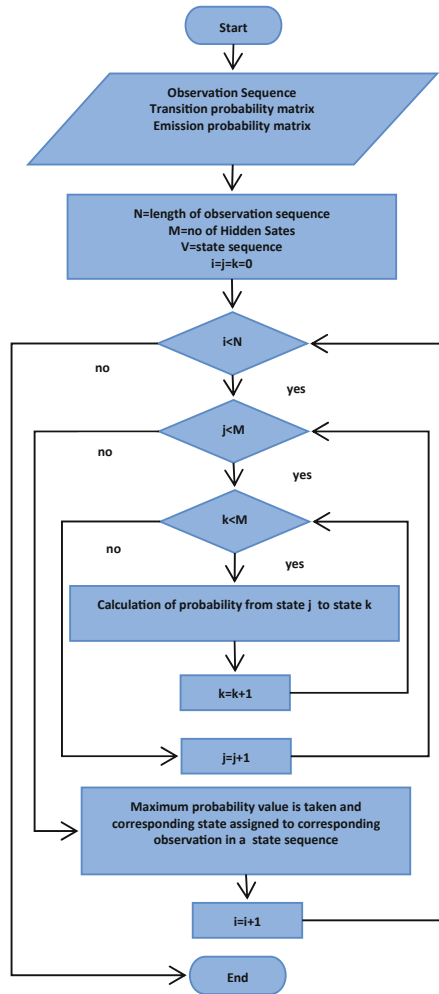 Start
Observation Sequence
Transition probability matrix
Emission probability matrix
N=length of observation sequence
M=no of Hidden Sates
V=state sequence
i=j=k=0
i<N
no
yes
j<M
no
yes
k<M
no
yes
Calculation of probability from state j to state k
k=k+1
j=j+1
Maximum probability value is taken and
corresponding state assigned to corresponding
observation in a state sequence
i=i+1
End